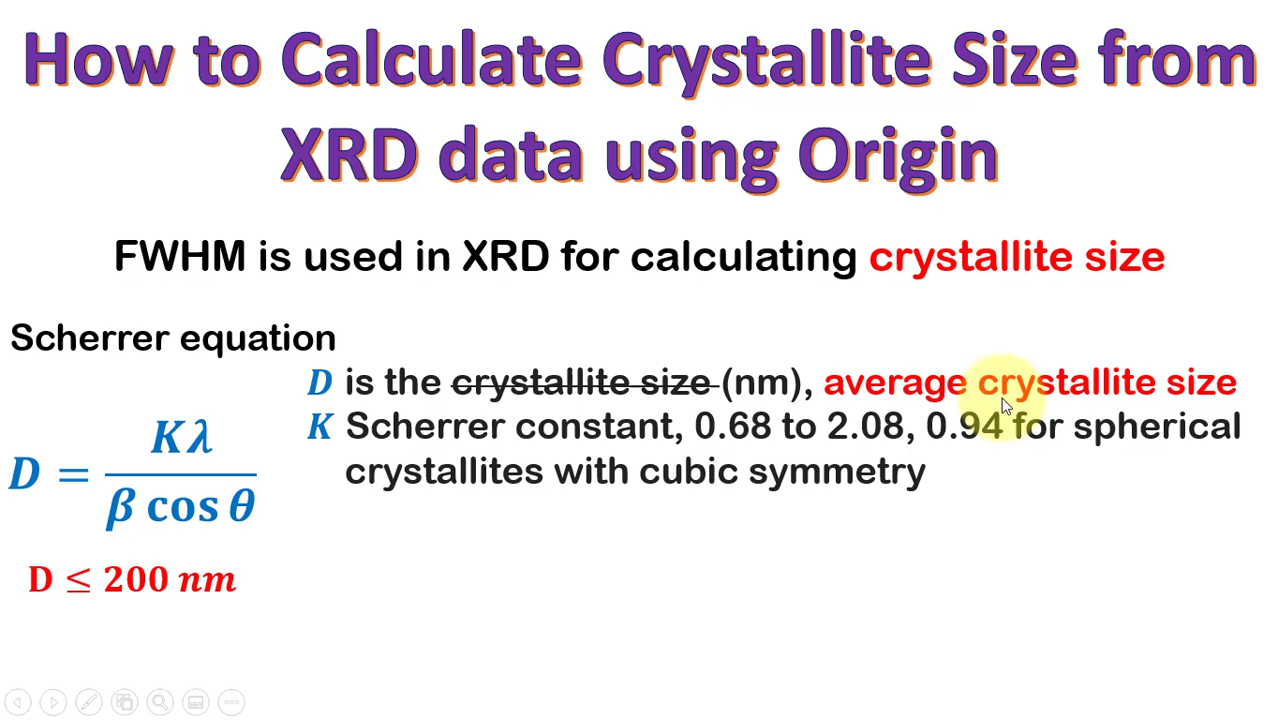 How to Calculate Crystallite Size from
XRD data using Origin
FWHM is used in XRD for calculating crystallite size
Scherrer equation
D is the crystallite size (nm), average crystallite size
K Scherrer constant, 0.68 to 2.08, 0.94 for spherical
crystallites with cubic symmetry
D = Kλ / β cos θ
D ≤ 200 nm